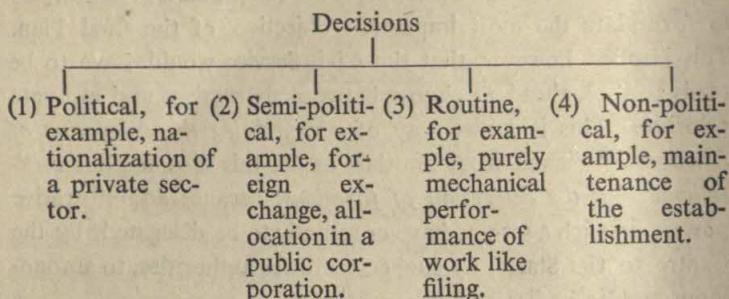 Decisions
(1) Political, for
example, na-
tionalization of
a private sec-
tor.
(2) Semi-politi-
cal, for ex-
ample, for-
eign ex-
change, all-
ocation in a
public cor-
poration.
(3) Routine,
for exam-
ple, purely
mechanical
perfor-
mance of
work like
filing.
(4) Non-politi-
cal, for ex-
ample, main-
tenance of
the estab-
lishment.